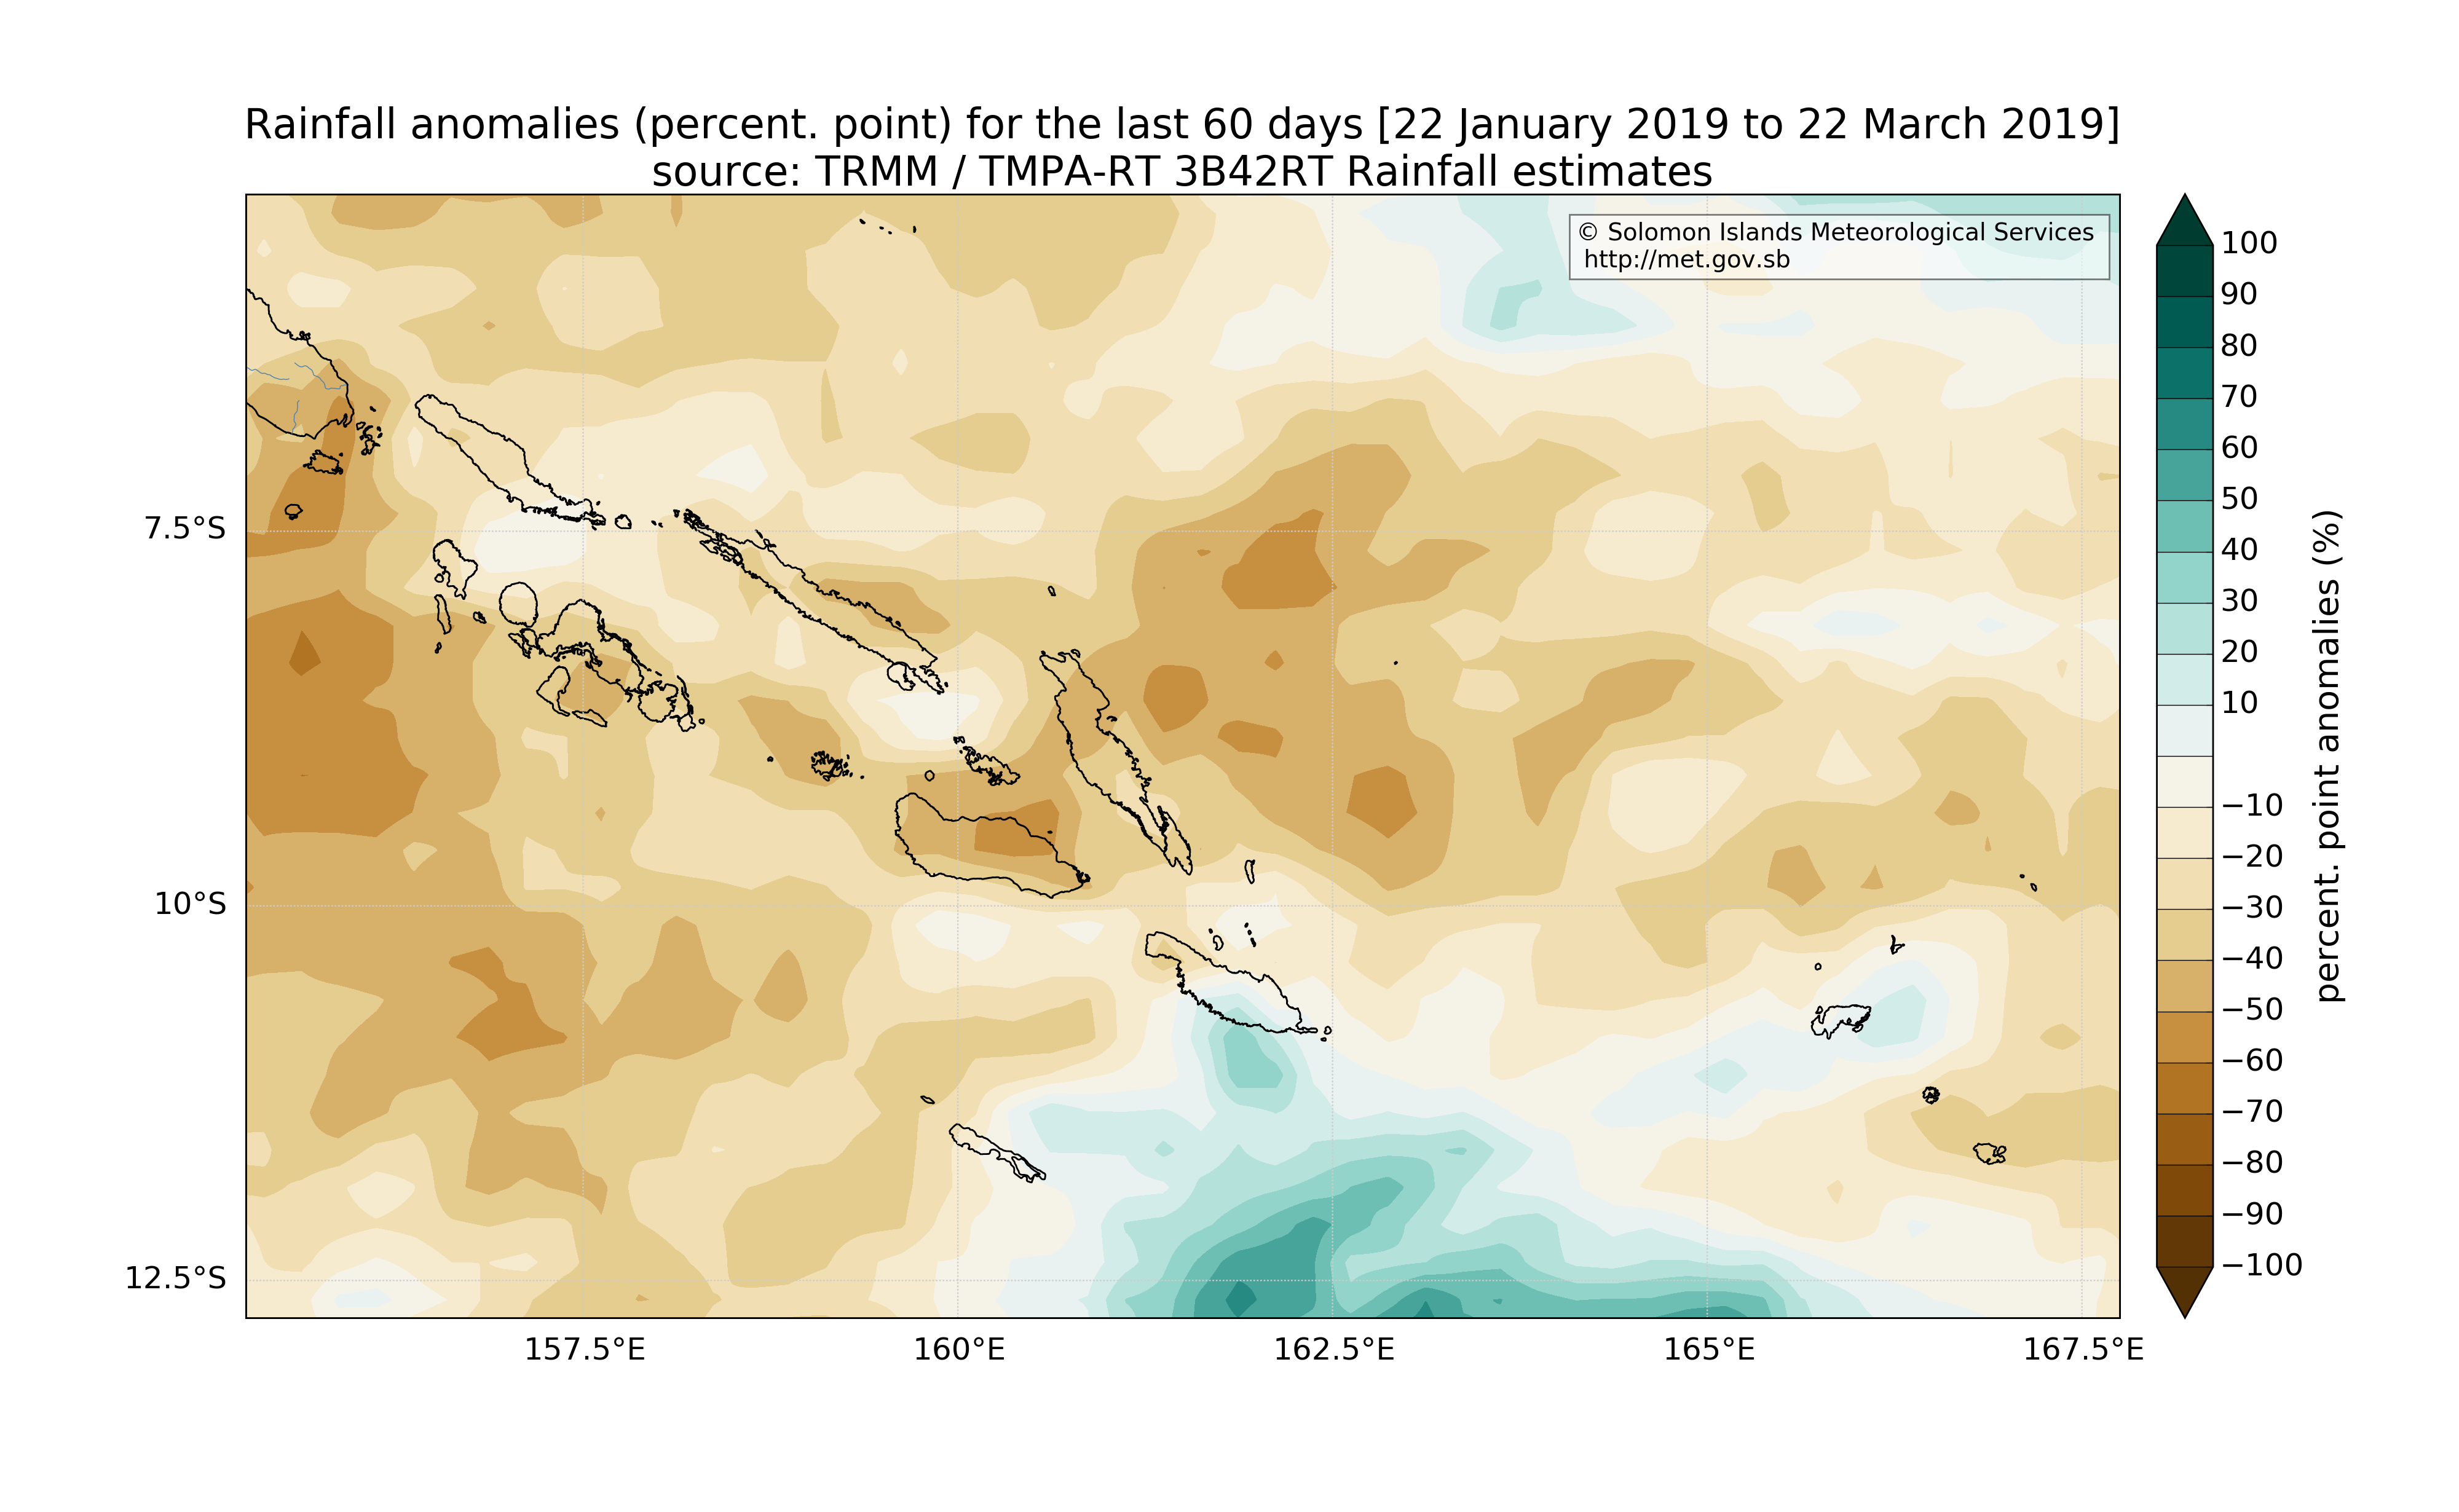 Rainfall anomalies (percent. point) for the last 60 days [22 January 2019 to 22 March 2019]
source: TRMM / TMPA-RT 3B42RT Rainfall estimates
© Solomon Islands Meteorological Services
http://met.gov.sb
7.5°S
10°S
12.5°S
157.5°E
160°E
162.5°E
165°E
167.5°E
100
90
80
70
60
50
40
30
20
10
−10
−20
−30
−40
−50
−60
−70
−80
−90
−100
percent. point anomalies (%)